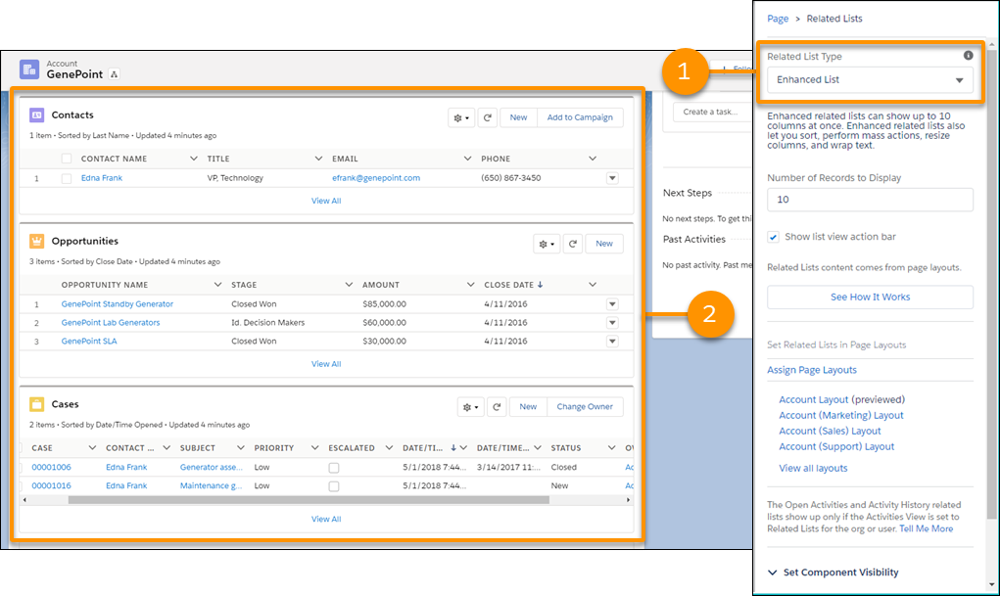 Account
GenePoint
Contacts
New
Add to Campaign
1 item • Sorted by Last Name • Updated 4 minutes ago
CONTACT NAME TITLE EMAIL PHONE
1 Edna Frank VP, Technology efrank@genepoint.com (650) 867-3450
View All
Opportunities
New
3 items • Sorted by Close Date • Updated 4 minutes ago
OPPORTUNITY NAME STAGE AMOUNT CLOSE DATE
1 GenePoint Standby Generator Closed Won $85,000.00 4/11/2016
2 GenePoint Lab Generators Id. Decision Makers $60,000.00 4/11/2016
3 GenePoint SLA Closed Won $30,000.00 4/11/2016
View All
Cases
New
Change Owner
2 items • Sorted by Date/Time Opened • Updated 4 minutes ago
CASE CONTACT ... SUBJECT PRIORITY ESCALATED DATE/TI... DATE/TIME... STATUS
00001006 Edna Frank Generator asse... Low 5/1/2018 7:44... 3/14/2017 11:... Closed Ac
00001016 Edna Frank Maintenance g... Low 5/1/2018 7:44... New Ac
View All
2
Create a task...
Next Steps
No next steps. To get thi
Past Activities
No past activity. Past me
1
Page > Related Lists
Related List Type
Enhanced List
Enhanced related lists can show up to 10
columns at once. Enhanced related lists also
let you sort, perform mass actions, resize
columns, and wrap text.
Number of Records to Display
10
Show list view action bar
Related Lists content comes from page layouts.
See How It Works
Set Related Lists in Page Layouts
Assign Page Layouts
Account Layout (previewed)
Account (Marketing) Layout
Account (Sales) Layout
Account (Support) Layout
View all layouts
The Open Activities and Activity History related
lists show up only if the Activities View is set to
Related Lists for the org or user. Tell Me More
Set Component Visibility